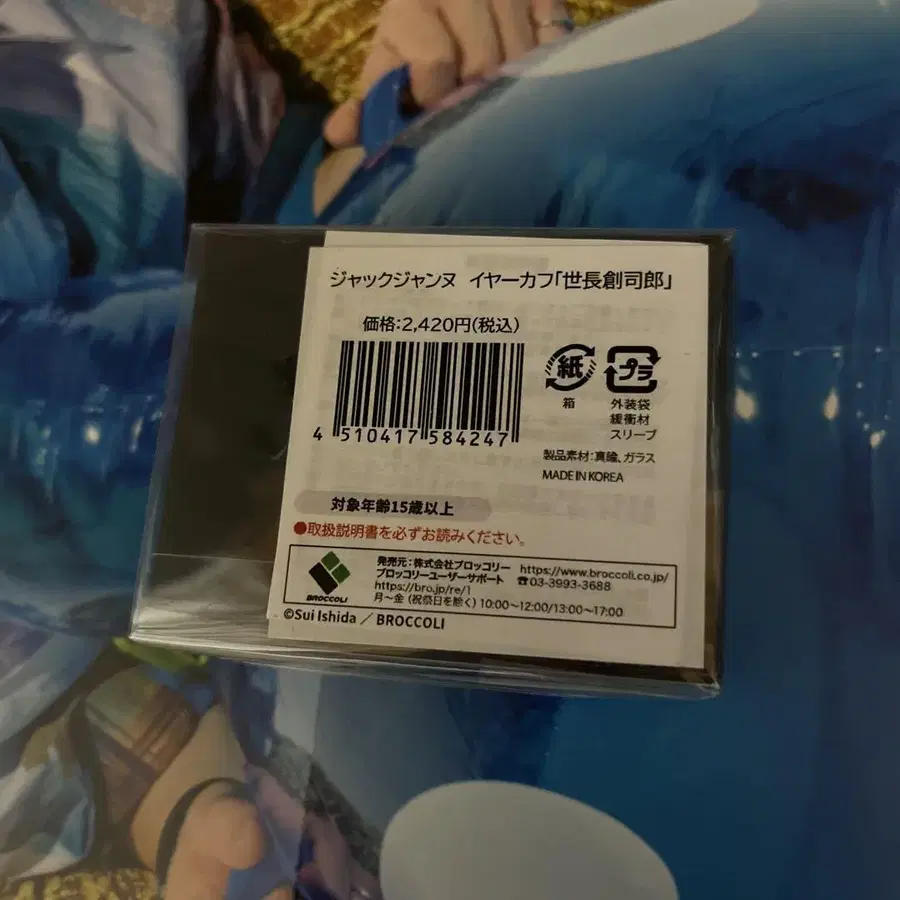 ジャックジャンヌ イヤーカフ「世長創司郎」
価格:2,420円(税込)
4 510417 584247
紙
箱
プラ
外装袋
緩衝材
スリーブ
製品素材:真鍮、ガラス
MADE IN KOREA
対象年齢15歳以上
●取扱説明書を必ずお読みください。
BROCCOLI
発売元:株式会社ブロッコリー https://www.broccoli.co.jp/
ブロッコリーユーザーサポート ☎03-3993-3688
https://bro.jp/re/1
月～金 (祝祭日を除く) 10:00～12:00/13:00～17:00
©Sui Ishida ／ BROCCOLI